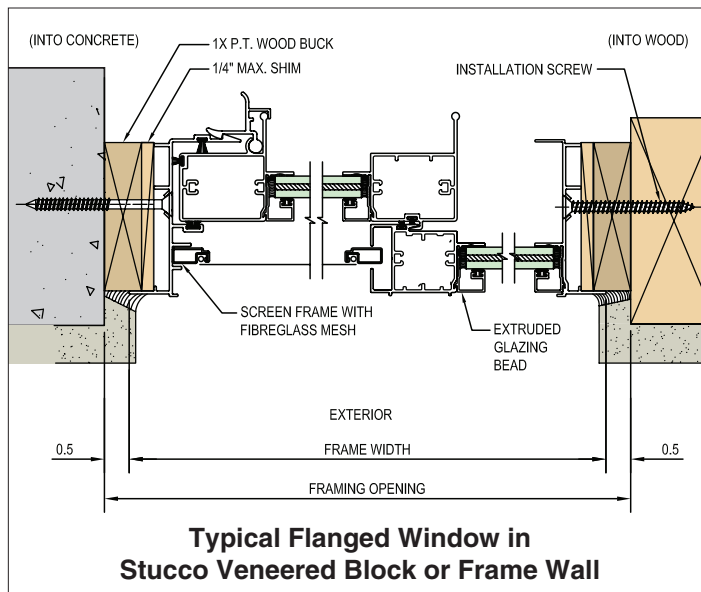 (INTO CONCRETE)
1X P.T. WOOD BUCK
1/4" MAX. SHIM
(INTO WOOD)
INSTALLATION SCREW
SCREEN FRAME WITH
FIBREGLASS MESH
EXTRUDED
GLAZING
BEAD
EXTERIOR
0.5
FRAME WIDTH
0.5
FRAMING OPENING
Typical Flanged Window in
Stucco Veneered Block or Frame Wall